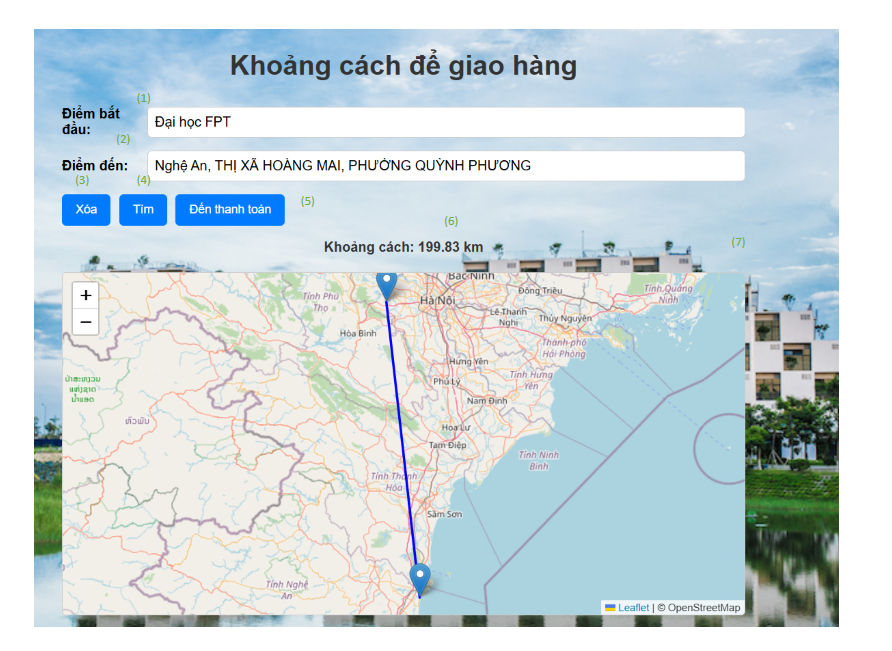 Khoảng cách để giao hàng
(1)
Điểm bắt
đầu:
Đại học FPT
(2)
Điểm đến:
Nghệ An, THỊ XÃ HOÀNG MAI, PHƯỜNG QUỲNH PHƯƠNG
(3)
(4)
Xóa
Tìm
Đến thanh toán
(5)
(6)
Khoảng cách: 199.83 km
(7)
+
−
Bắc Ninh
Tỉnh Phú
Thọ
Hà Nội
Đông Triều
Tỉnh Quảng
Ninh
Lê Thanh
Nghị
Thủy Nguyên
Hòa Bình
Thành phố
Hải Phòng
Hưng Yên
Phủ Lý
Tỉnh Hưng
Yên
Nam Định
ຫົວພັນ
Hoa Lư
Tam Điệp
Tỉnh Ninh
Bình
Tỉnh Thanh
Hóa
Sầm Sơn
Tỉnh Nghệ
An
Leaflet | © OpenStreetMap